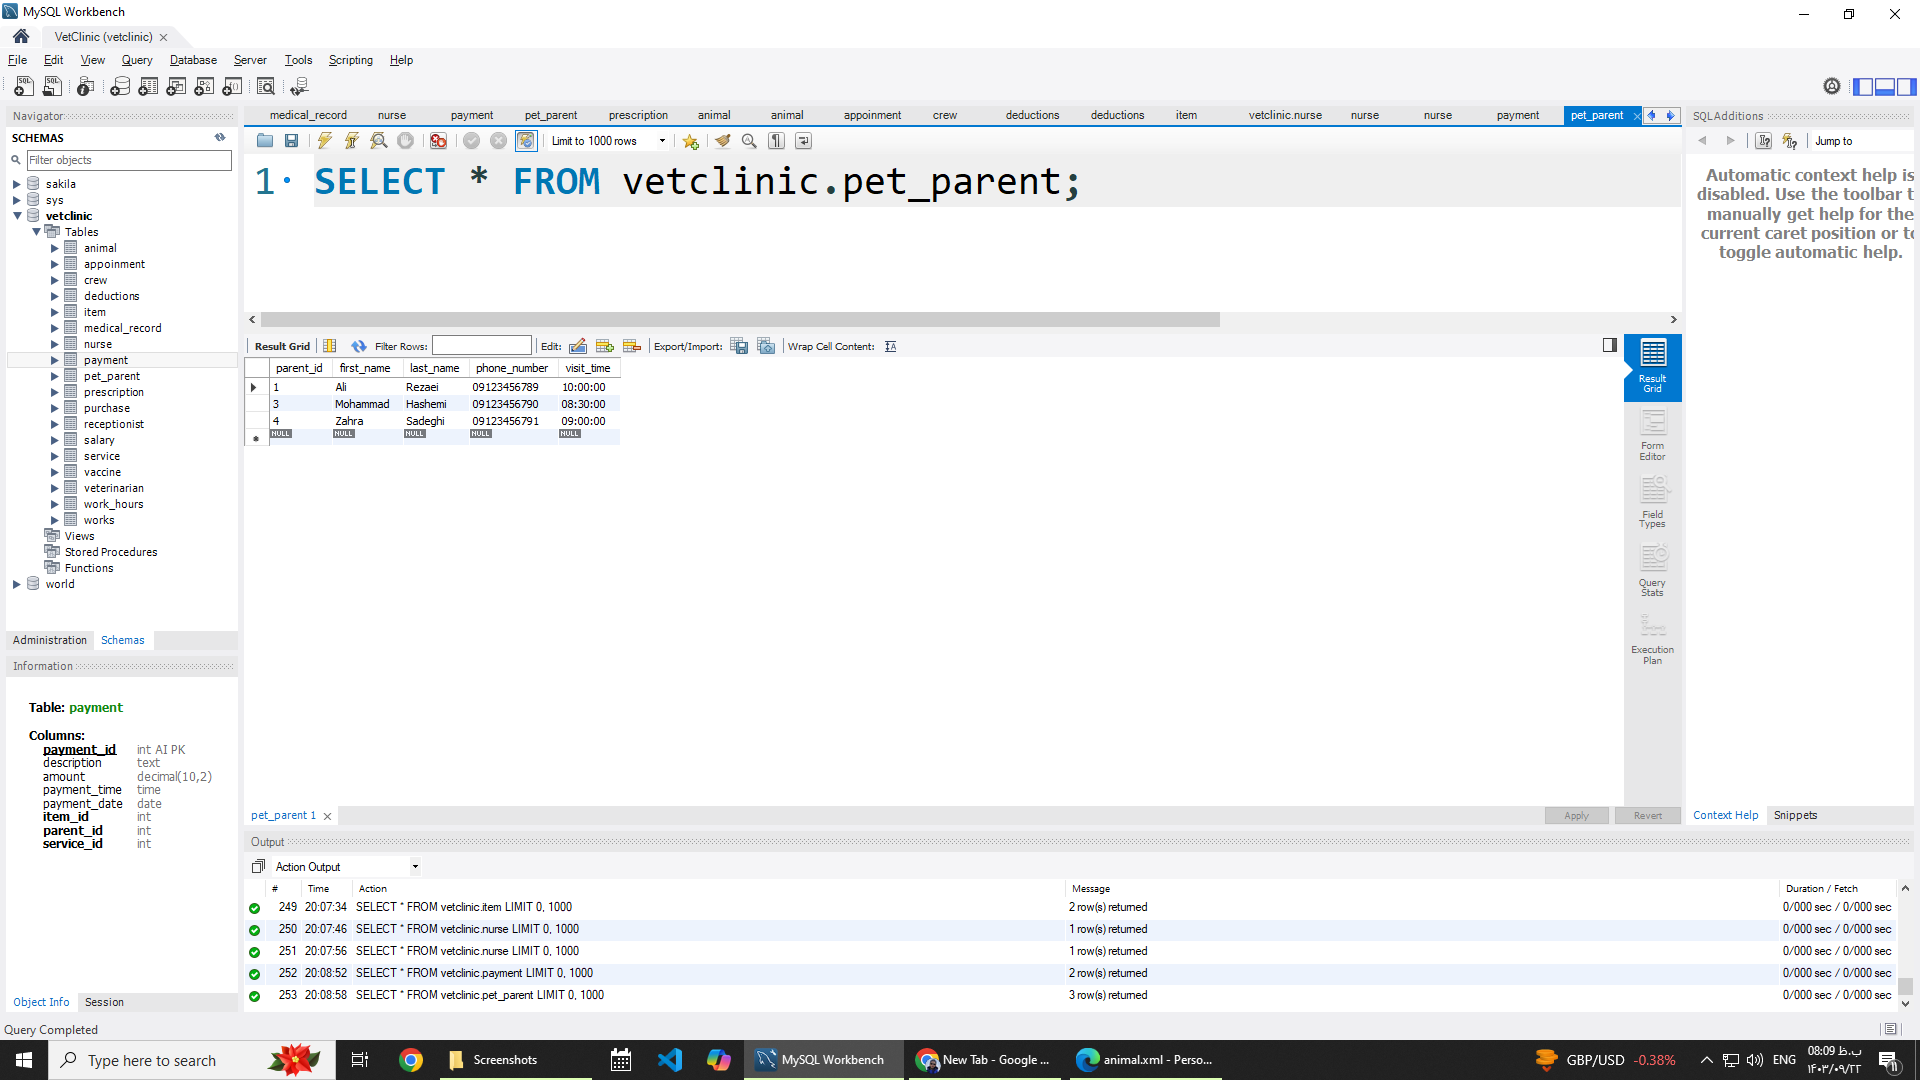 MySQL Workbench
VetClinic (vetclinic)
File Edit View Query Database Server Tools Scripting Help
Navigator
SCHEMAS
Filter objects
sakila
sys
vetclinic
Tables
animal
appoinment
crew
deductions
item
medical_record
nurse
payment
pet_parent
prescription
purchase
receptionist
salary
service
vaccine
veterinarian
work_hours
works
Views
Stored Procedures
Functions
world
Administration Schemas
Information
Table: payment
Columns:
payment_id int AI PK
description text
amount decimal(10,2)
payment_time time
payment_date date
item_id int
parent_id int
service_id int
Object Info Session
medical_record nurse payment pet_parent prescription animal animal appoinment crew deductions deductions item vetclinic.nurse nurse nurse payment pet_parent
Limit to 1000 rows
1 SELECT * FROM vetclinic.pet_parent;
Result Grid Filter Rows: Edit: Export/Import: Wrap Cell Content:
parent_id first_name last_name phone_number visit_time
1 Ali Rezaei 09123456789 10:00:00
3 Mohammad Hashemi 09123456790 08:30:00
4 Zahra Sadeghi 09123456791 09:00:00
NULL NULL NULL NULL NULL
Result
Grid
Form
Editor
Field
Types
Query
Stats
Execution
Plan
pet_parent 1
Apply Revert
SQLAdditions
Jump to
Automatic context help is
disabled. Use the toolbar t
manually get help for the
current caret position or to
toggle automatic help.
Context Help Snippets
Output
Action Output
# Time Action Message Duration / Fetch
249 20:07:34 SELECT * FROM vetclinic.item LIMIT 0, 1000 2 row(s) returned 0/000 sec / 0/000 sec
250 20:07:46 SELECT * FROM vetclinic.nurse LIMIT 0, 1000 1 row(s) returned 0/000 sec / 0/000 sec
251 20:07:56 SELECT * FROM vetclinic.nurse LIMIT 0, 1000 1 row(s) returned 0/000 sec / 0/000 sec
252 20:08:52 SELECT * FROM vetclinic.payment LIMIT 0, 1000 2 row(s) returned 0/000 sec / 0/000 sec
253 20:08:58 SELECT * FROM vetclinic.pet_parent LIMIT 0, 1000 3 row(s) returned 0/000 sec / 0/000 sec
Query Completed
Type here to search
Screenshots
MySQL Workbench
New Tab - Google ...
animal.xml - Perso...
GBP/USD -0.38%
ENG
08:09 ب.ظ
۱۴۰۳/۰۹/۲۲
11